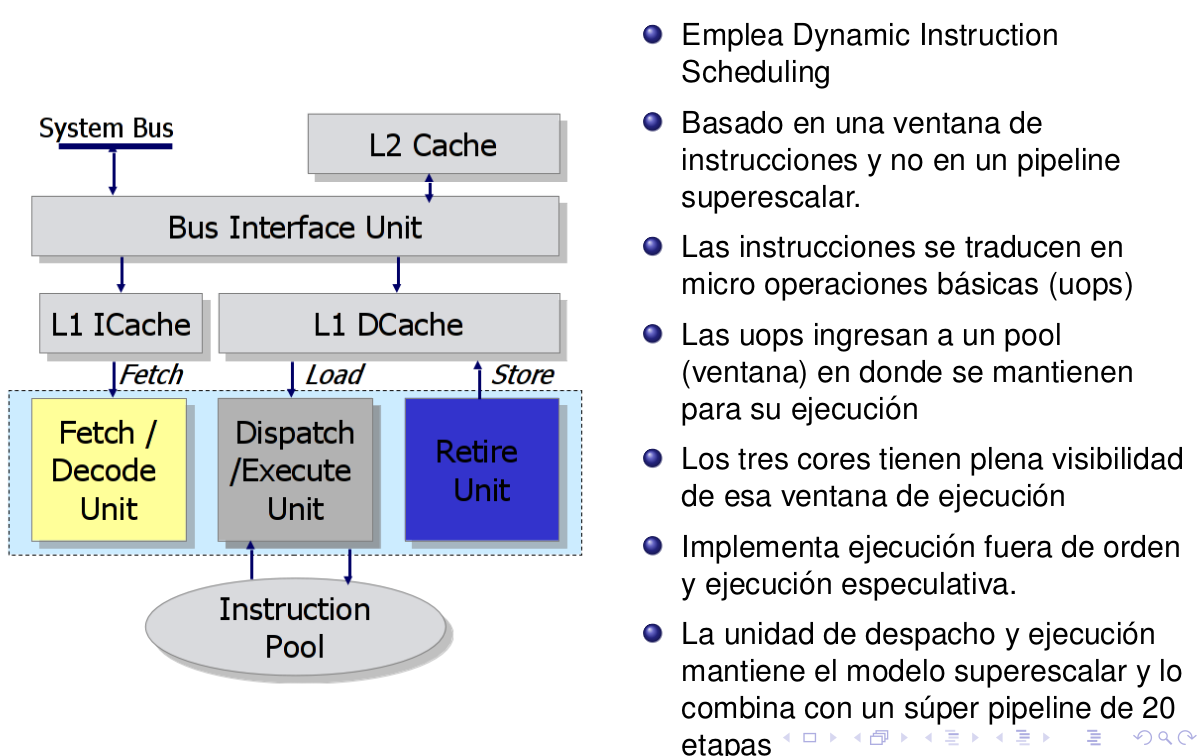 System Bus
L2 Cache
Bus Interface Unit
L1 ICache
L1 DCache
Fetch
Load
Store
Fetch /
Decode
Unit
Dispatch
/Execute
Unit
Retire
Unit
Instruction
Pool
Emplea Dynamic Instruction
Scheduling
Basado en una ventana de
instrucciones y no en un pipeline
superescalar.
Las instrucciones se traducen en
micro operaciones básicas (uops)
Las uops ingresan a un pool
(ventana) en donde se mantienen
para su ejecución
Los tres cores tienen plena visibilidad
de esa ventana de ejecución
Implementa ejecución fuera de orden
y ejecución especulativa.
La unidad de despacho y ejecución
mantiene el modelo superescalar y lo
combina con un súper pipeline de 20
etapas